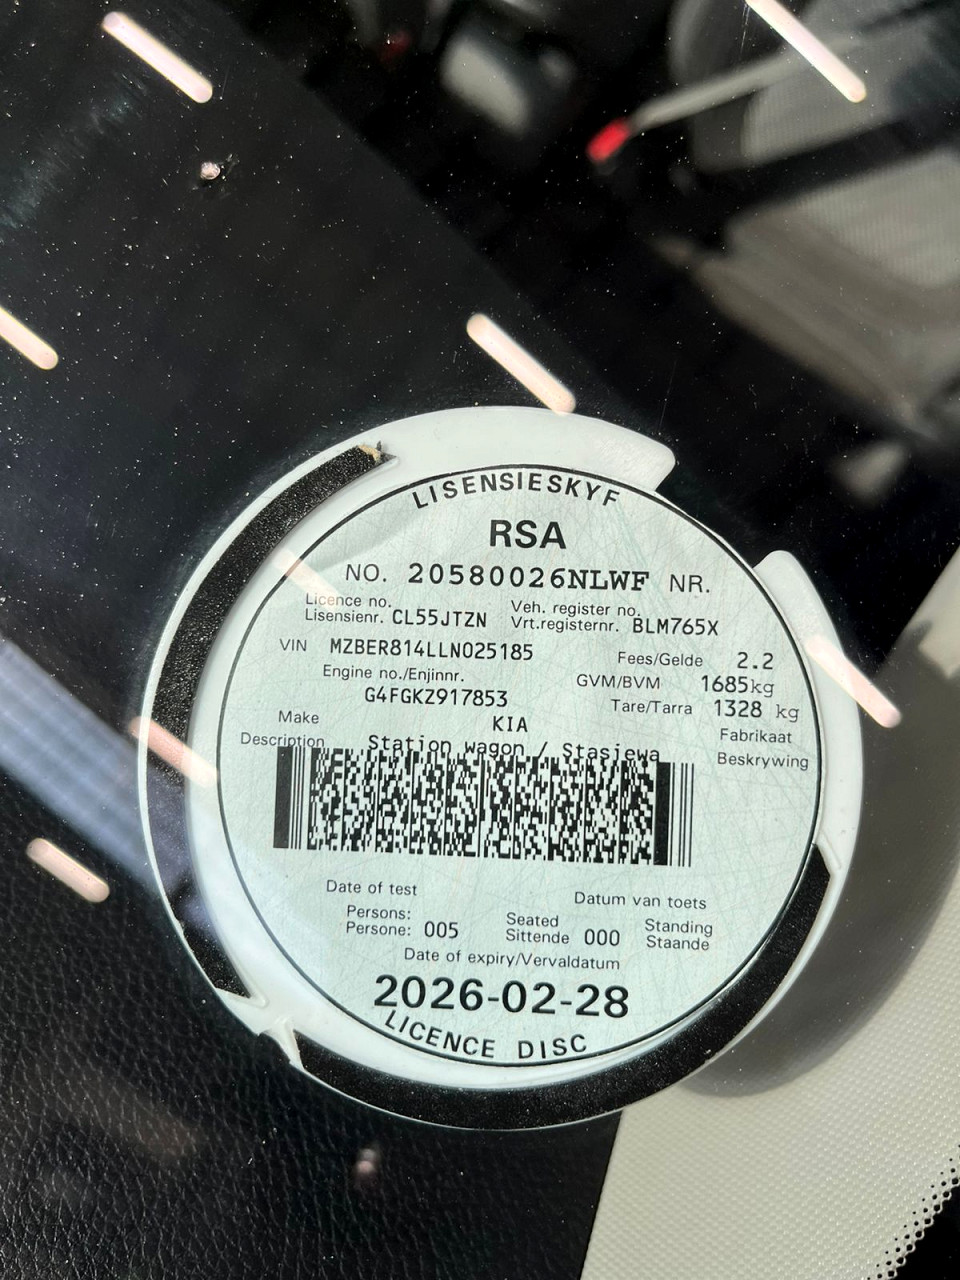 LISENSIESKYF
RSA
NO. 20580026NLWF NR.
Licence no. Veh. register no.
Lisensienr. CL55JTZN Vrt.registernr. BLM765X
VIN MZBER814LLN025185 Fees/Gelde 2.2
Engine no./Enjinnr. GVM/BVM 1685kg
G4FGKZ917853 Tare/Tarra 1328 kg
Make KIA Fabrikaat
Description Station wagon / Stasiewa Beskrywing
Date of test Datum van toets
Persons: Seated Standing
Persone: 005 Sittende 000 Staande
Date of expiry/Vervaldatum
2026-02-28
LICENCE DISC